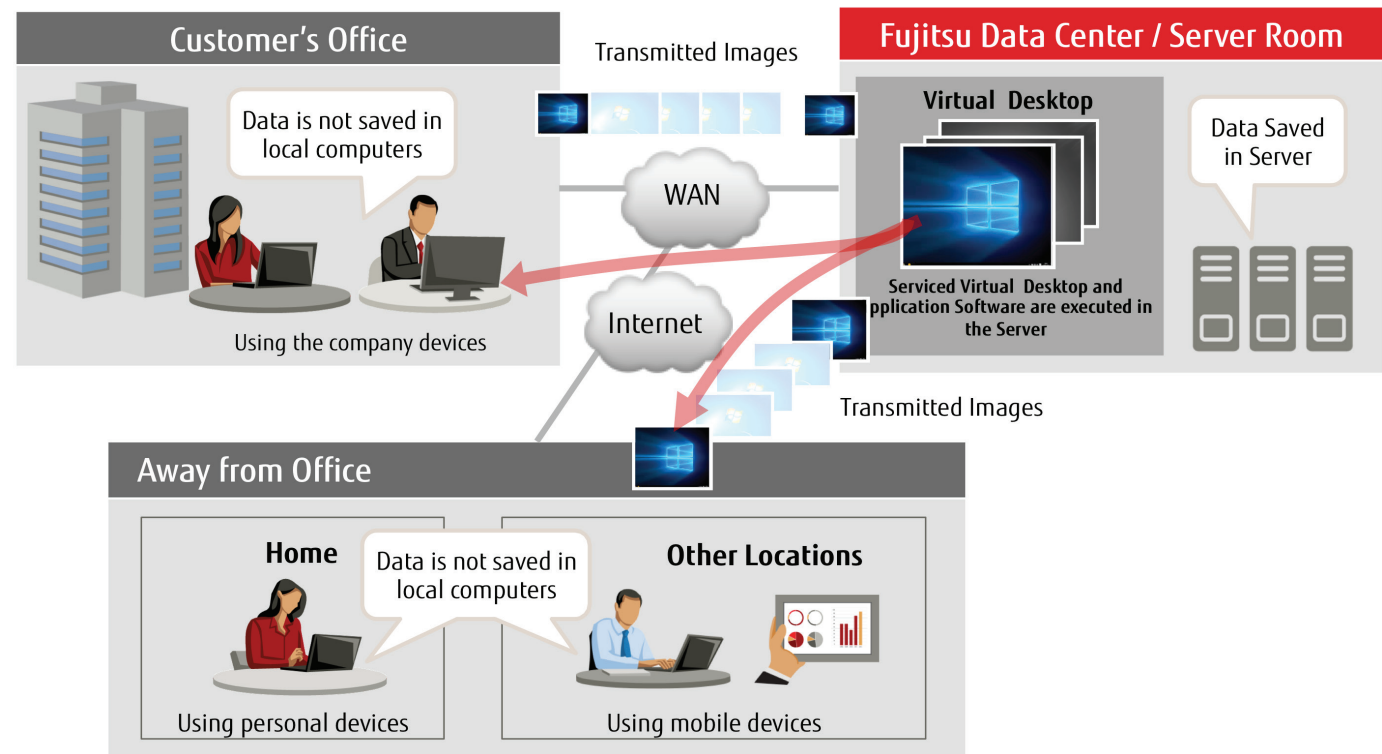 Customer's Office
Data is not saved in
local computers
Using the company devices
Transmitted Images
WAN
Internet
Fujitsu Data Center / Server Room
Virtual Desktop
Serviced Virtual Desktop and
pplication Software are executed in
the Server
Data Saved
in Server
Transmitted Images
Away from Office
Home
Data is not saved in
local computers
Using personal devices
Other Locations
Using mobile devices